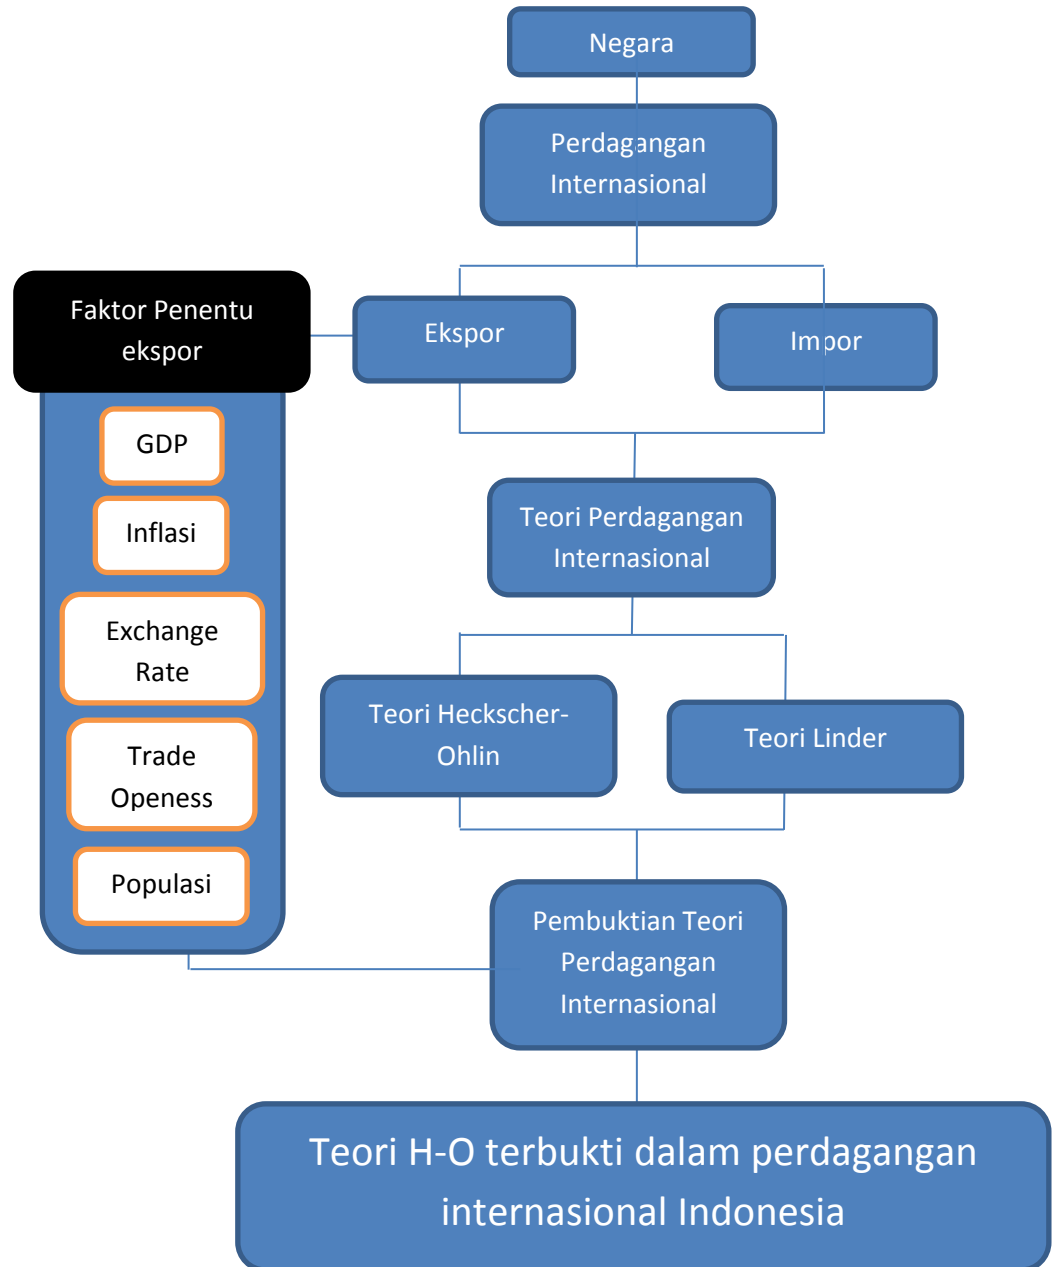 Negara
Perdagangan
Internasional
Faktor Penentu
ekspor
Ekspor
Impor
GDP
Inflasi
Exchange
Rate
Trade
Openess
Populasi
Teori Perdagangan
Internasional
Teori Heckscher-
Ohlin
Teori Linder
Pembuktian Teori
Perdagangan
Internasional
Teori H-O terbukti dalam perdagangan
internasional Indonesia